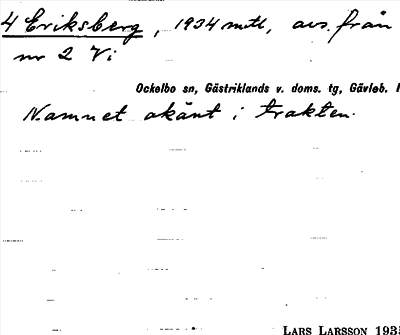 4 Eriksberg, 1934 mtl, avs. från
nr 2 Vi
Ockelbo sn, Gästriklands v. doms. tg, Gävleb.
Namnet okänt i trakten.
LARS LARSSON 1935